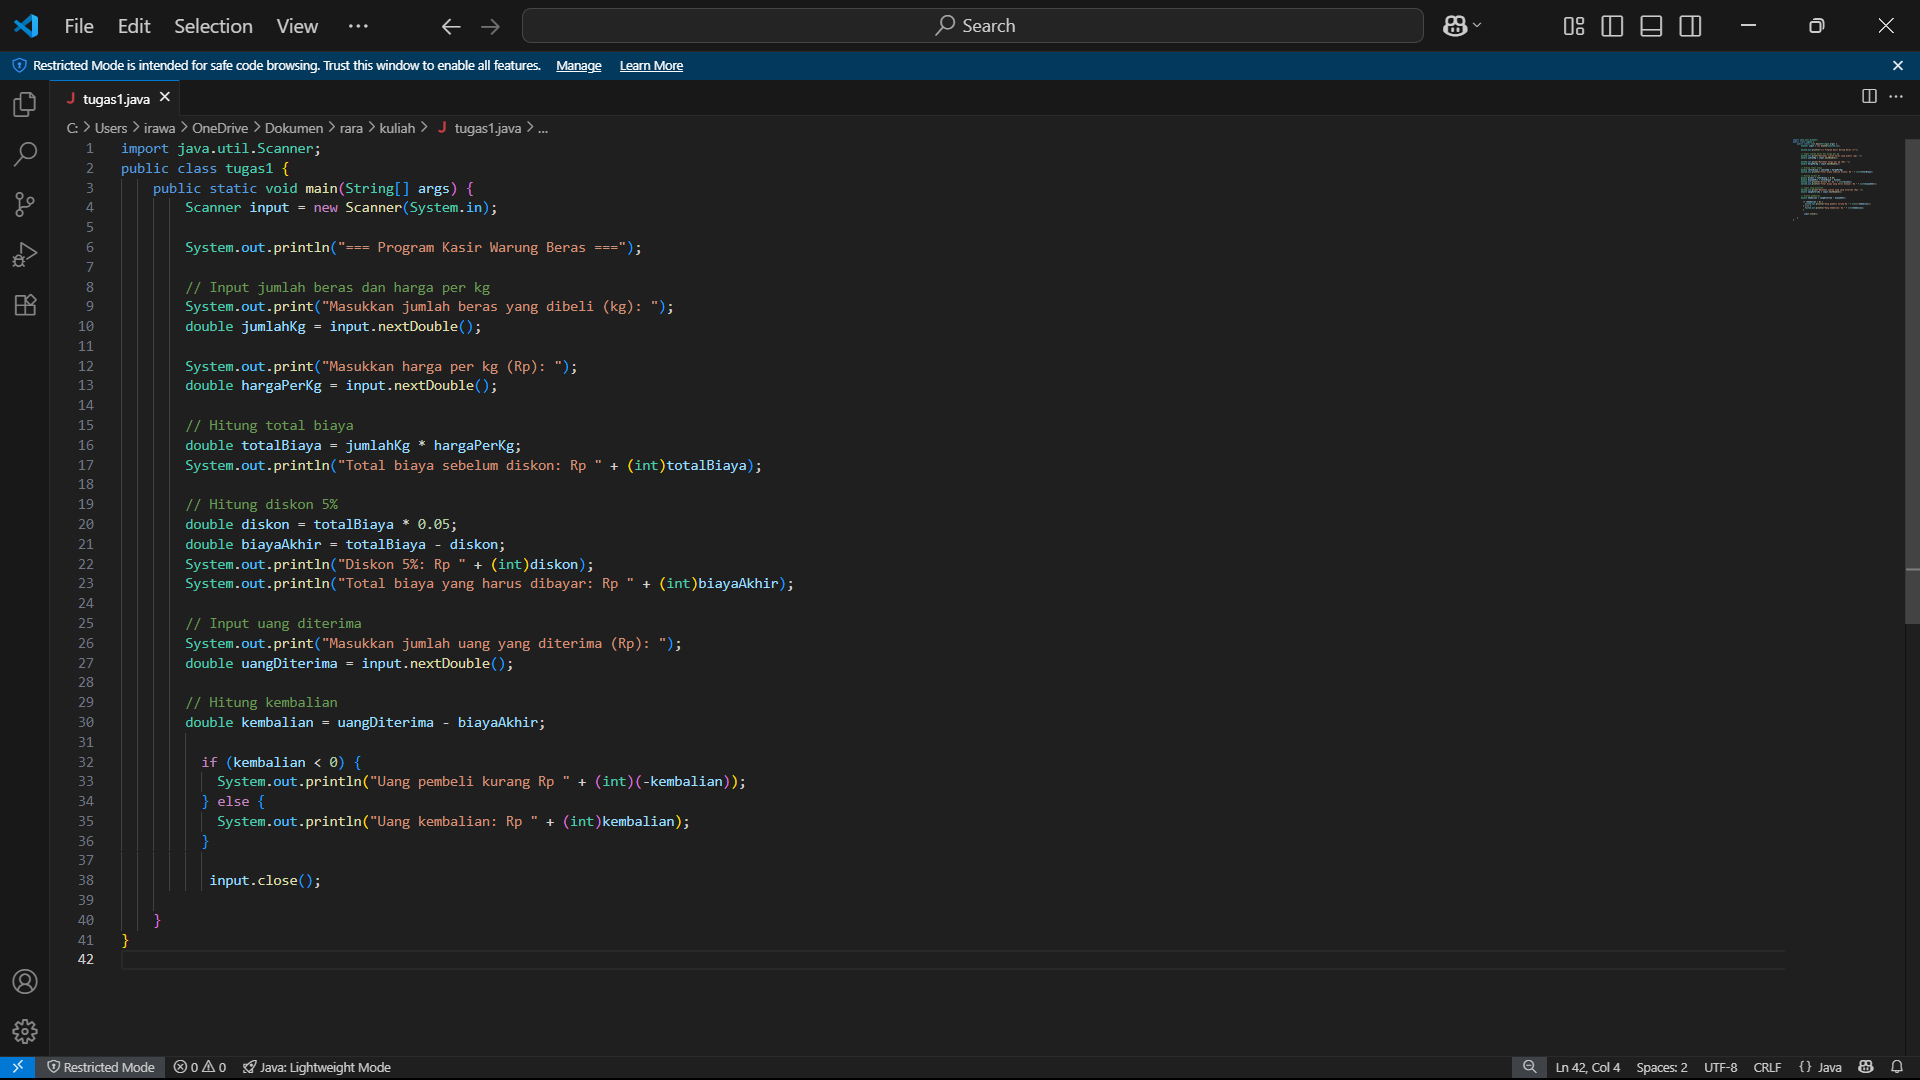 File Edit Selection View ··· Search
Restricted Mode is intended for safe code browsing. Trust this window to enable all features. Manage Learn More
J tugas1.java
C: > Users > irawa > OneDrive > Dokumen > rara > kuliah > J tugas1.java > ...
1 import java.util.Scanner;
2 public class tugas1 {
3 public static void main(String[] args) {
4 Scanner input = new Scanner(System.in);
5
6 System.out.println("=== Program Kasir Warung Beras ===");
7
8 // Input jumlah beras dan harga per kg
9 System.out.print("Masukkan jumlah beras yang dibeli (kg): ");
10 double jumlahKg = input.nextDouble();
11
12 System.out.print("Masukkan harga per kg (Rp): ");
13 double hargaPerKg = input.nextDouble();
14
15 // Hitung total biaya
16 double totalBiaya = jumlahKg * hargaPerKg;
17 System.out.println("Total biaya sebelum diskon: Rp " + (int)totalBiaya);
18
19 // Hitung diskon 5%
20 double diskon = totalBiaya * 0.05;
21 double biayaAkhir = totalBiaya - diskon;
22 System.out.println("Diskon 5%: Rp " + (int)diskon);
23 System.out.println("Total biaya yang harus dibayar: Rp " + (int)biayaAkhir);
24
25 // Input uang diterima
26 System.out.print("Masukkan jumlah uang yang diterima (Rp): ");
27 double uangDiterima = input.nextDouble();
28
29 // Hitung kembalian
30 double kembalian = uangDiterima - biayaAkhir;
31
32 if (kembalian < 0) {
33 System.out.println("Uang pembeli kurang Rp " + (int)(-kembalian));
34 } else {
35 System.out.println("Uang kembalian: Rp " + (int)kembalian);
36 }
37
38 input.close();
39
40 }
41 }
42
Restricted Mode 0 0 Java: Lightweight Mode Ln 42, Col 4 Spaces: 2 UTF-8 CRLF {} Java